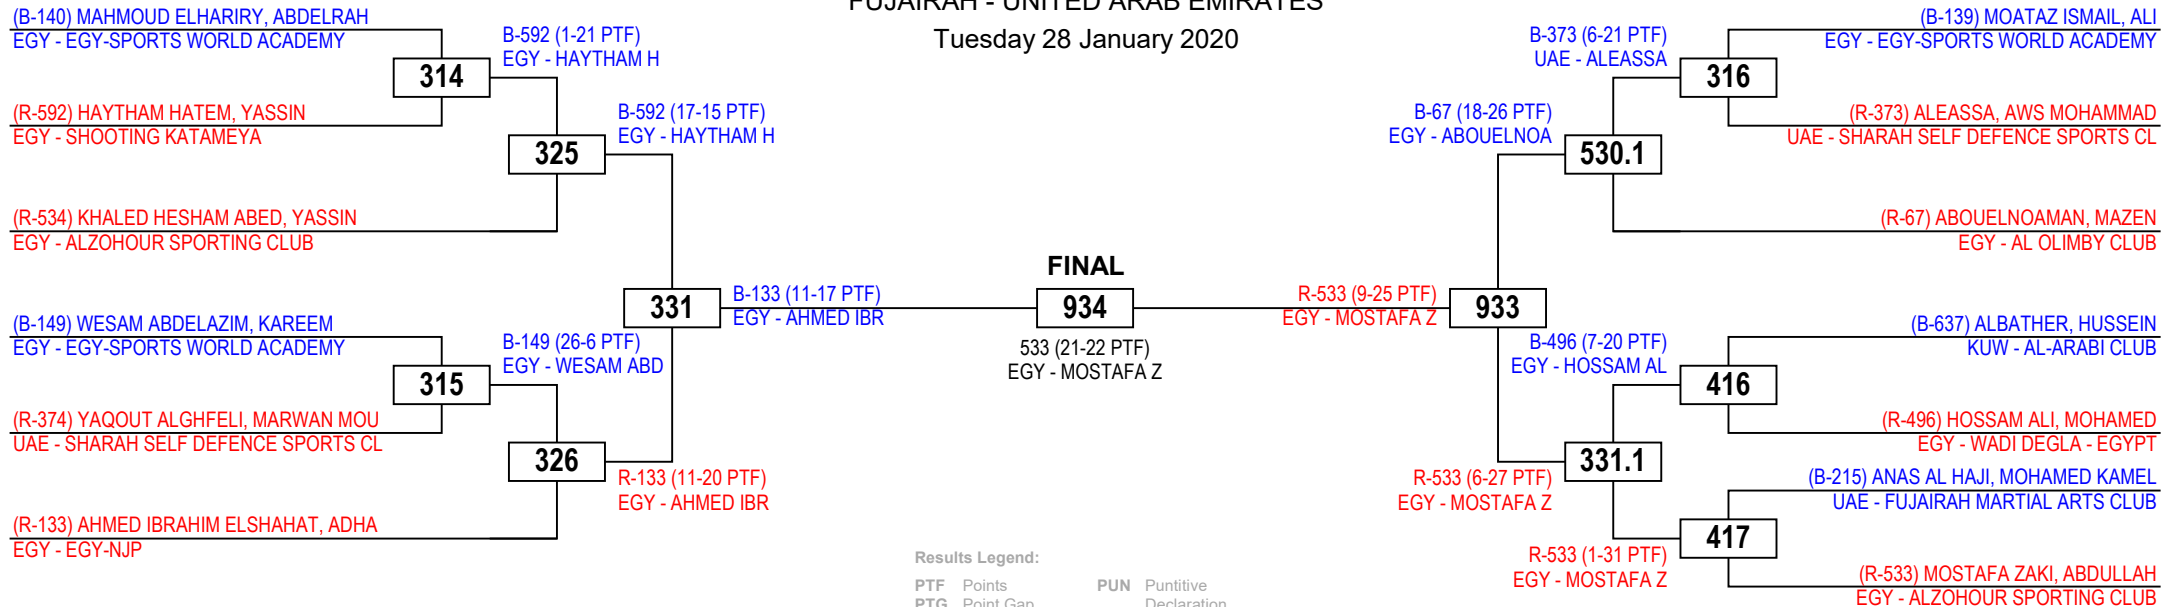 FUJAIRAH - UNITED ARAB EMIRATES
Tuesday 28 January 2020
(B-140) MAHMOUD ELHARIRY, ABDELRAH
EGY - EGY-SPORTS WORLD ACADEMY
314
(R-592) HAYTHAM HATEM, YASSIN
EGY - SHOOTING KATAMEYA
B-592 (1-21 PTF)
EGY - HAYTHAM H
325
(R-534) KHALED HESHAM ABED, YASSIN
EGY - ALZOHOUR SPORTING CLUB
B-592 (17-15 PTF)
EGY - HAYTHAM H
331
(B-149) WESAM ABDELAZIM, KAREEM
EGY - EGY-SPORTS WORLD ACADEMY
315
(R-374) YAQOUT ALGHFELI, MARWAN MOU
UAE - SHARAH SELF DEFENCE SPORTS CL
B-149 (26-6 PTF)
EGY - WESAM ABD
326
(R-133) AHMED IBRAHIM ELSHAHAT, ADHA
EGY - EGY-NJP
R-133 (11-20 PTF)
EGY - AHMED IBR
B-133 (11-17 PTF)
EGY - AHMED IBR
FINAL
934
533 (21-22 PTF)
EGY - MOSTAFA Z
R-533 (9-25 PTF)
EGY - MOSTAFA Z
933
B-67 (18-26 PTF)
EGY - ABOUELNOA
530.1
B-373 (6-21 PTF)
UAE - ALEASSA
316
(B-139) MOATAZ ISMAIL, ALI
EGY - EGY-SPORTS WORLD ACADEMY
(R-373) ALEASSA, AWS MOHAMMAD
UAE - SHARAH SELF DEFENCE SPORTS CL
(R-67) ABOUELNOAMAN, MAZEN
EGY - AL OLIMBY CLUB
B-496 (7-20 PTF)
EGY - HOSSAM AL
416
(B-637) ALBATHER, HUSSEIN
KUW - AL-ARABI CLUB
(R-496) HOSSAM ALI, MOHAMED
EGY - WADI DEGLA - EGYPT
331.1
R-533 (6-27 PTF)
EGY - MOSTAFA Z
(B-215) ANAS AL HAJI, MOHAMED KAMEL
UAE - FUJAIRAH MARTIAL ARTS CLUB
417
R-533 (1-31 PTF)
EGY - MOSTAFA Z
(R-533) MOSTAFA ZAKI, ABDULLAH
EGY - ALZOHOUR SPORTING CLUB
Results Legend:
PTF Points PUN Puntitive
PTG Point Gap Declaration